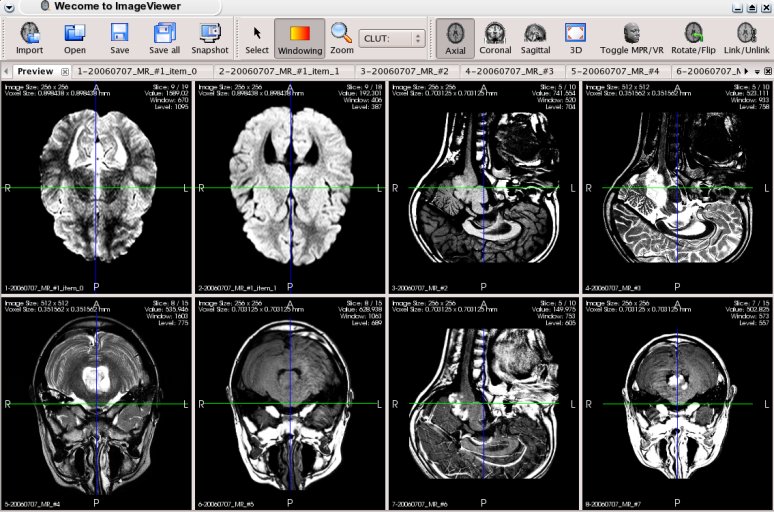 Wecome to ImageViewer
Import
Open
Save
Save all
Snapshot
Select
Windowing
Zoom
CLUT:
Axial
Coronal
Sagittal
3D
Toggle MPR/VR
Rotate/Flip
Link/Unlink
Preview
1-20060707_MR_#1_item_0
2-20060707_MR_#1_item_1
3-20060707_MR_#2
4-20060707_MR_#3
5-20060707_MR_#4
6-20060707_M
Image Size: 256 x 256
Voxel Size: 0.898438 x 0.898438 mm
Slice: 9 / 19
Value: 1589.02
Window: 670
Level: 1095
A
R
L
P
1-20060707_MR_#1_item_0
Image Size: 256 x 256
Voxel Size: 0.898438 x 0.898438 mm
Slice: 9 / 18
Value: 192.301
Window: 406
Level: 387
A
R
L
P
2-20060707_MR_#1_item_1
Image Size: 256 x 256
Voxel Size: 0.703125 x 0.703125 mm
Slice: 5 / 10
Value: 741.554
Window: 620
Level: 704
A
R
L
P
3-20060707_MR_#2
Image Size: 512 x 512
Voxel Size: 0.351562 x 0.351562 mm
Slice: 5 / 10
Value: 523.111
Window: 933
Level: 758
A
R
L
P
4-20060707_MR_#3
Image Size: 512 x 512
Voxel Size: 0.351562 x 0.351562 mm
Slice: 8 / 15
Value: 535.946
Window: 1603
Level: 775
A
R
L
P
5-20060707_MR_#4
Image Size: 256 x 256
Voxel Size: 0.703125 x 0.703125 mm
Slice: 8 / 15
Value: 628.938
Window: 1063
Level: 689
A
R
L
P
6-20060707_MR_#5
Image Size: 256 x 256
Voxel Size: 0.703125 x 0.703125 mm
Slice: 5 / 10
Value: 149.975
Window: 753
Level: 605
A
R
L
P
7-20060707_MR_#6
Image Size: 256 x 256
Voxel Size: 0.703125 x 0.703125 mm
Slice: 7 / 15
Value: 502.825
Window: 573
Level: 557
A
R
L
P
8-20060707_MR_#7